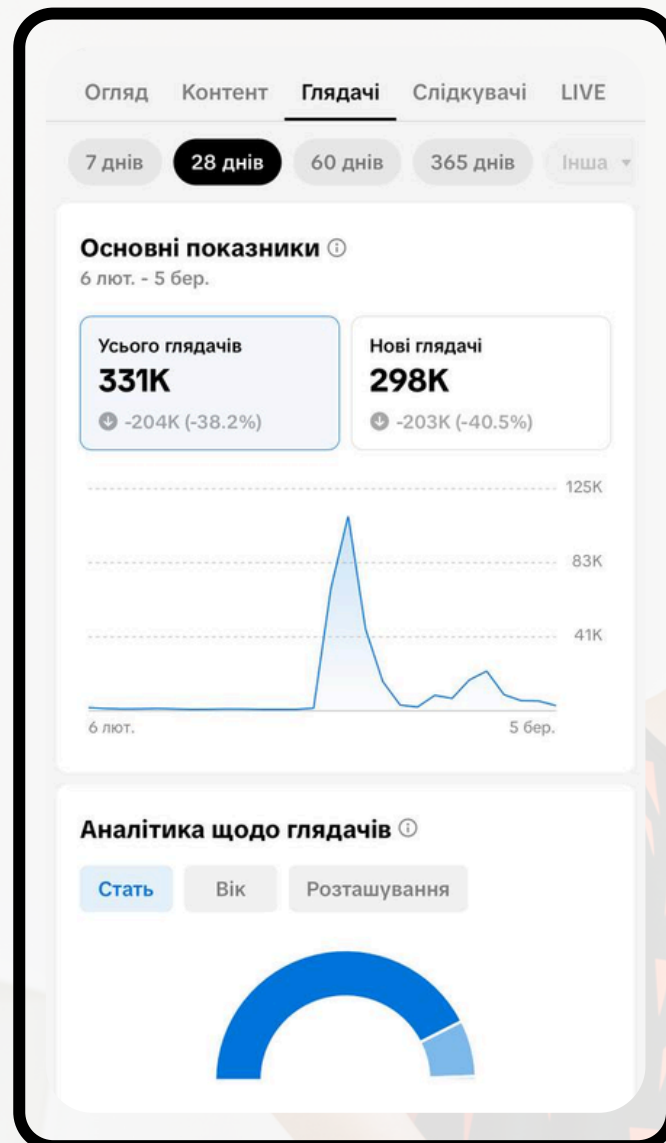 Огляд Контент Глядачі Слідкувачі LIVE
7 днів 28 днів 60 днів 365 днів Інша
Основні показники
6 лют. - 5 бер.
Усього глядачів
331K
-204K (-38.2%)
Нові глядачі
298K
-203K (-40.5%)
125K
83K
41K
6 лют. 5 бер.
Аналітика щодо глядачів
Стать Вік Розташування